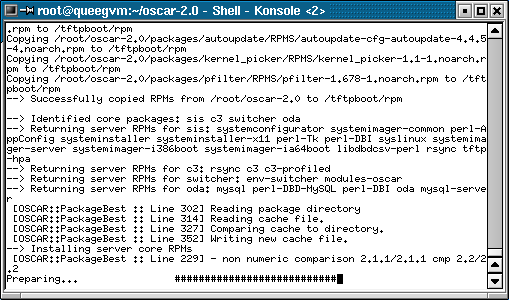 root@queegvm:~/oscar-2.0 - Shell - Konsole <2>
.rpm to /tftpboot/rpm
Copying /root/oscar-2.0/packages/autoupdate/RPMS/autoupdate-cfg-autoupdate-4.4.5
-4.noarch.rpm to /tftpboot/rpm
Copying /root/oscar-2.0/packages/kernel_picker/RPMS/kernel_picker-1.1-1.noarch.r
pm to /tftpboot/rpm
Copying /root/oscar-2.0/packages/pfilter/RPMS/pfilter-1.678-1.noarch.rpm to /tft
pboot/rpm
--> Successfully copied RPMs from /root/oscar-2.0 to /tftpboot/rpm
--> Identified core packages: sis c3 switcher oda
--> Returning server RPMs for sis: systemconfigurator systemimager-common perl-A
ppConfig systeminstaller systeminstaller-x11 perl-Tk perl-DBI syslinux systemima
ger-server systemimager-i386boot systemimager-ia64boot libdbdcsv-perl rsync tftp
-hpa
--> Returning server RPMs for c3: rsync c3 c3-profiled
--> Returning server RPMs for switcher: env-switcher modules-oscar
--> Returning server RPMs for oda: mysql perl-DBD-MySQL perl-DBI oda mysql-serve
r
[OSCAR::PackageBest :: Line 302] Reading package directory
[OSCAR::PackageBest :: Line 314] Reading cache file.
[OSCAR::PackageBest :: Line 327] Comparing cache to directory.
[OSCAR::PackageBest :: Line 352] Writing new cache file.
--> Installing server core RPMs
[OSCAR::PackageBest :: Line 229] - non numeric comparison 2.1.1/2.1.1 cmp 2.2/2
.2
Preparing... ###########################